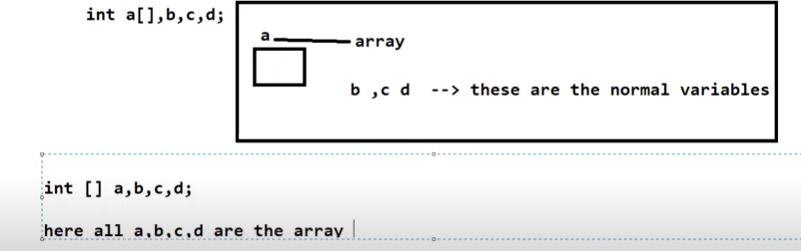 int a[],b,c,d;
a array
b ,c d --> these are the normal variables
int [] a,b,c,d;
here all a,b,c,d are the array